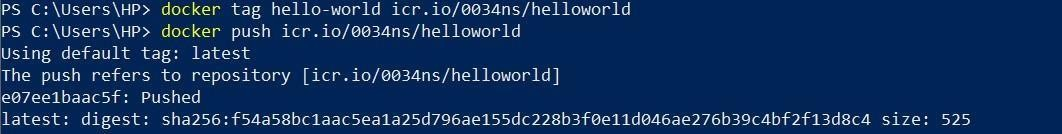 PS C:\Users\HP> docker tag hello-world icr.io/0034ns/helloworld
PS C:\Users\HP> docker push icr.io/0034ns/helloworld
Using default tag: latest
The push refers to repository [icr.io/0034ns/helloworld]
e07ee1baac5f: Pushed
latest: digest: sha256:f54a58bc1aac5ea1a25d796ae155dc228b3f0e11d046ae276b39c4bf2f13d8c4 size: 525